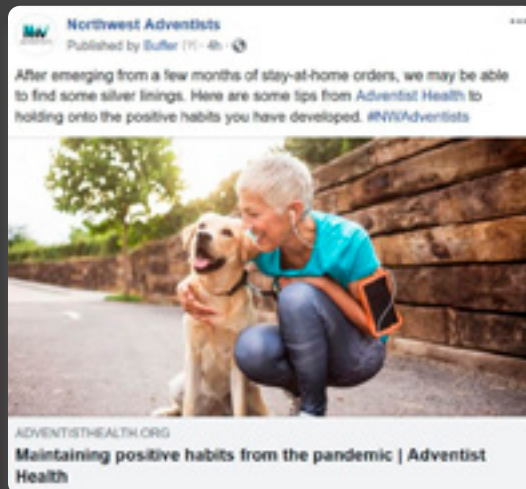 Northwest Adventists
Published by Buffer [?] · 4h ·
After emerging from a few months of stay-at-home orders, we may be able
to find some silver linings. Here are some tips from Adventist Health to
holding onto the positive habits you have developed. #NWAdventists
ADVENTISTHEALTH.ORG
Maintaining positive habits from the pandemic | Adventist
Health